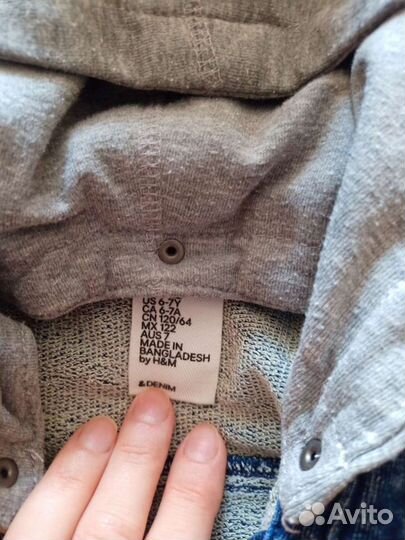 US 6-7Y
CA 6-7A
CN 120/64
MX 122
AUS 7
MADE IN
BANGLADESH
by H&M
&DENIM
Avito